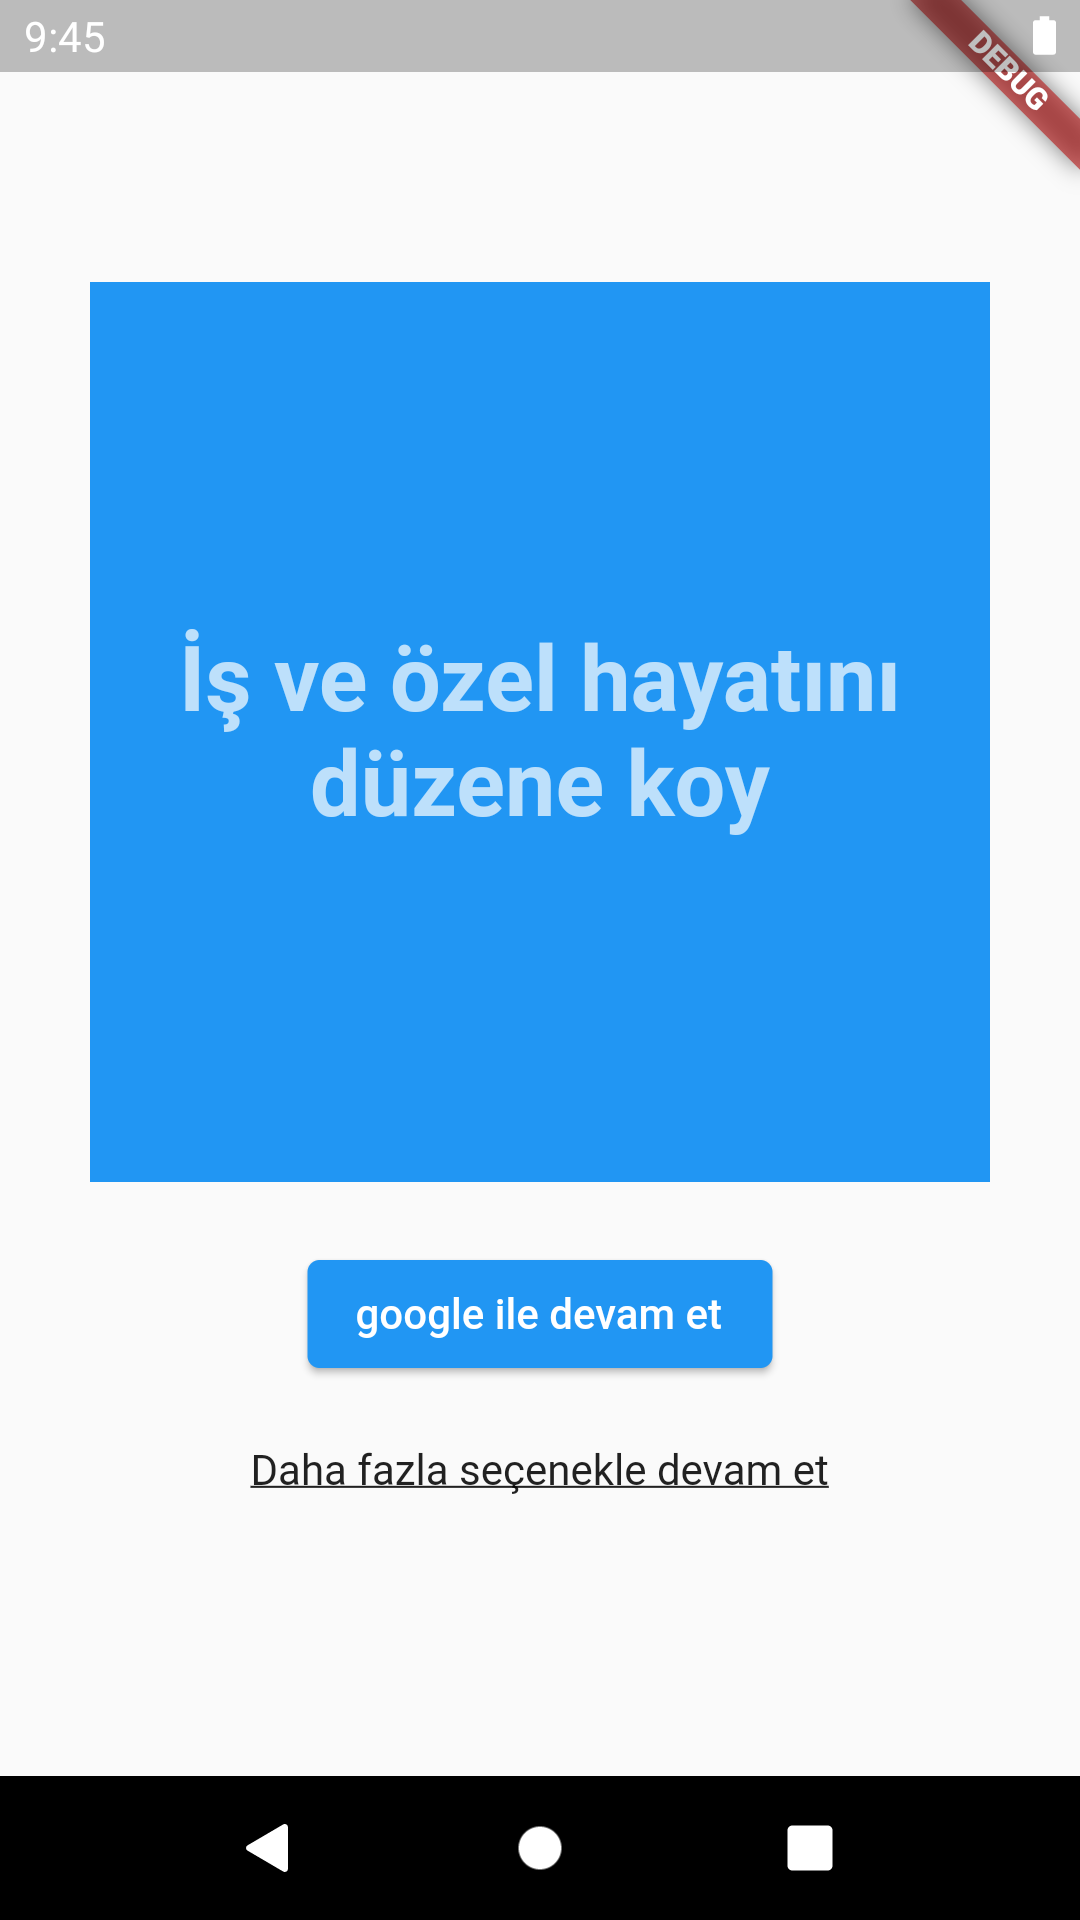 9:45
DEBUG
İş ve özel hayatını
düzene koy
google ile devam et
Daha fazla seçenekle devam et